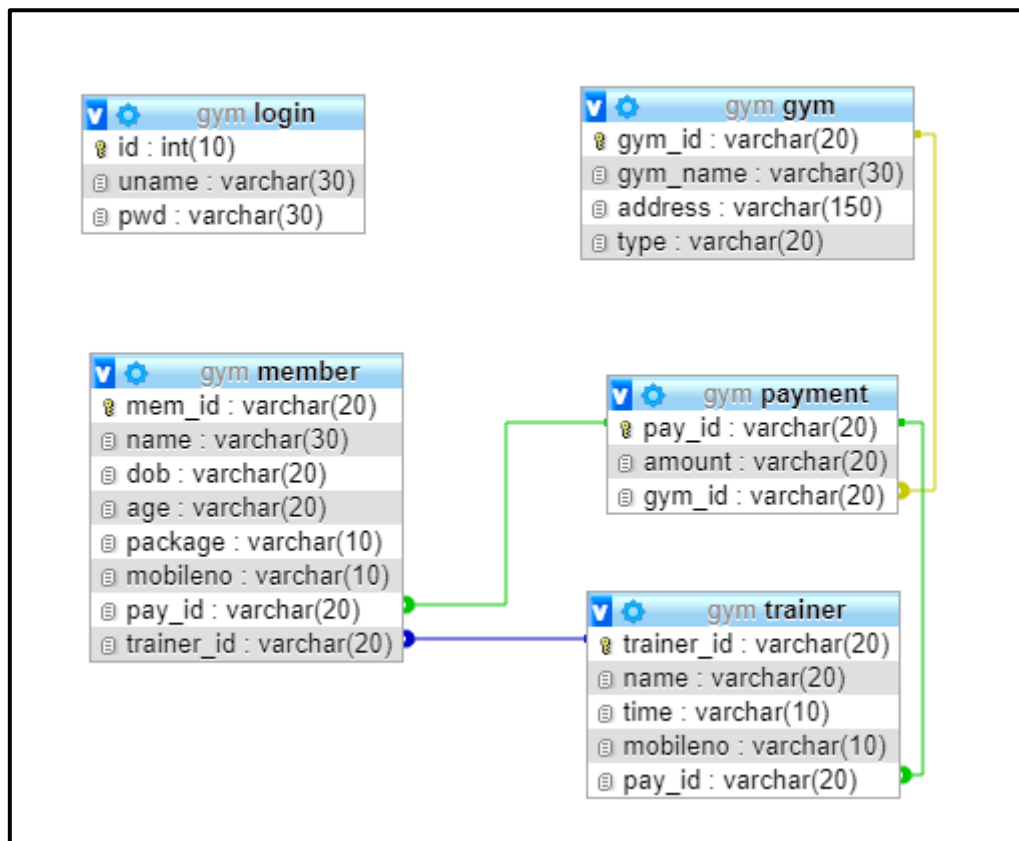 gym login
id : int(10)
uname : varchar(30)
pwd : varchar(30)
gym gym
gym_id : varchar(20)
gym_name : varchar(30)
address : varchar(150)
type : varchar(20)
gym member
mem_id : varchar(20)
name : varchar(30)
dob : varchar(20)
age : varchar(20)
package : varchar(10)
mobileno : varchar(10)
pay_id : varchar(20)
trainer_id : varchar(20)
gym payment
pay_id : varchar(20)
amount : varchar(20)
gym_id : varchar(20)
gym trainer
trainer_id : varchar(20)
name : varchar(20)
time : varchar(10)
mobileno : varchar(10)
pay_id : varchar(20)